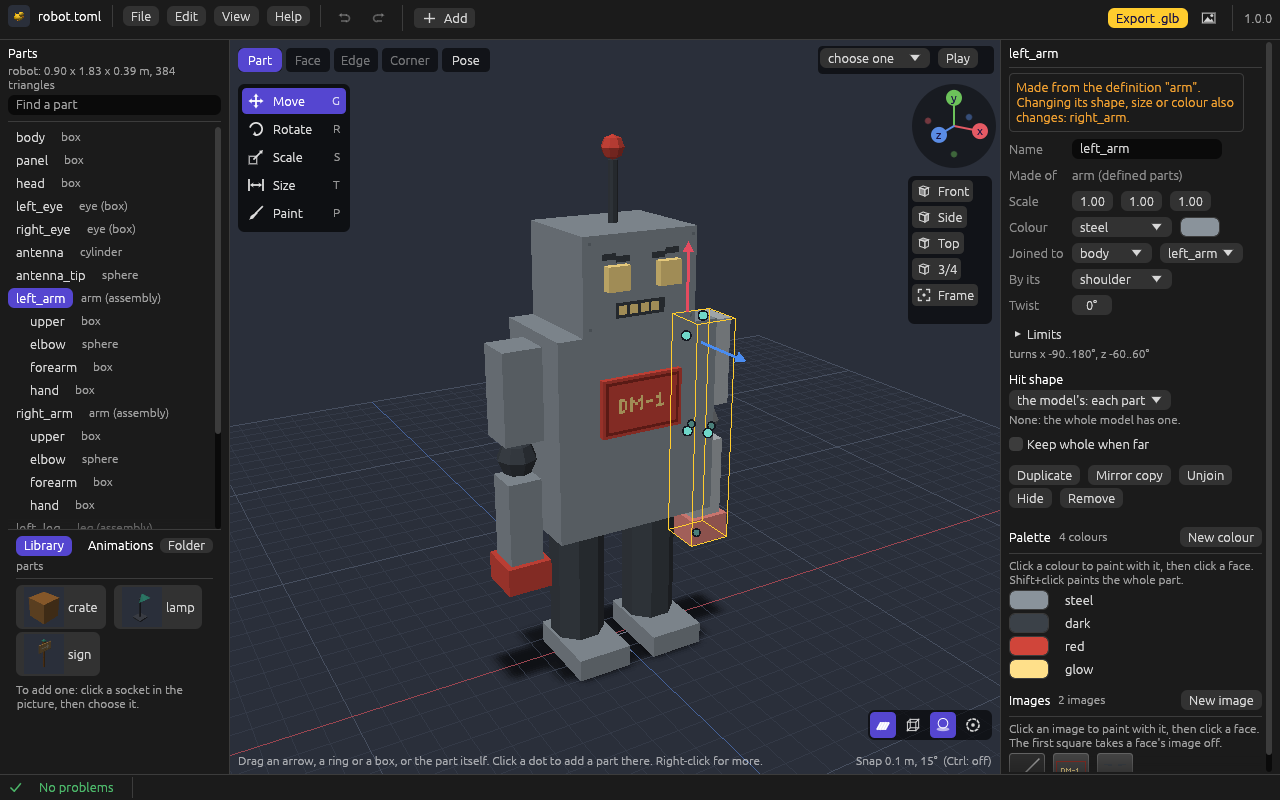 robot.toml File Edit View Help + Add Export .glb 1.0.0
Parts
robot: 0.90 x 1.83 x 0.39 m, 384
triangles
Find a part
body box
panel box
head box
left_eye eye (box)
right_eye eye (box)
antenna cylinder
antenna_tip sphere
left_arm arm (assembly)
upper box
elbow sphere
forearm box
hand box
right_arm arm (assembly)
upper box
elbow sphere
forearm box
hand box
left_leg leg (assembly)
Library Animations Folder
parts
crate lamp
sign
To add one: click a socket in the
picture, then choose it.
Part Face Edge Corner Pose
Move G
Rotate R
Scale S
Size T
Paint P
choose one Play
y
x
z
Front
Side
Top
3/4
Frame
DM-1
Drag an arrow, a ring or a box, or the part itself. Click a dot to add a part there. Right-click for more.
Snap 0.1 m, 15° (Ctrl: off)
left_arm
Made from the definition "arm".
Changing its shape, size or colour also
changes: right_arm.
Name left_arm
Made of arm (defined parts)
Scale 1.00 1.00 1.00
Colour steel
Joined to body left_arm
By its shoulder
Twist 0°
Limits
turns x -90..180°, z -60..60°
Hit shape
the model's: each part
None: the whole model has one.
Keep whole when far
Duplicate Mirror copy Unjoin
Hide Remove
Palette 4 colours New colour
Click a colour to paint with it, then click a face.
Shift+click paints the whole part.
steel
dark
red
glow
Images 2 images New image
Click an image to paint with it, then click a face.
The first square takes a face's image off.
DM-1
No problems